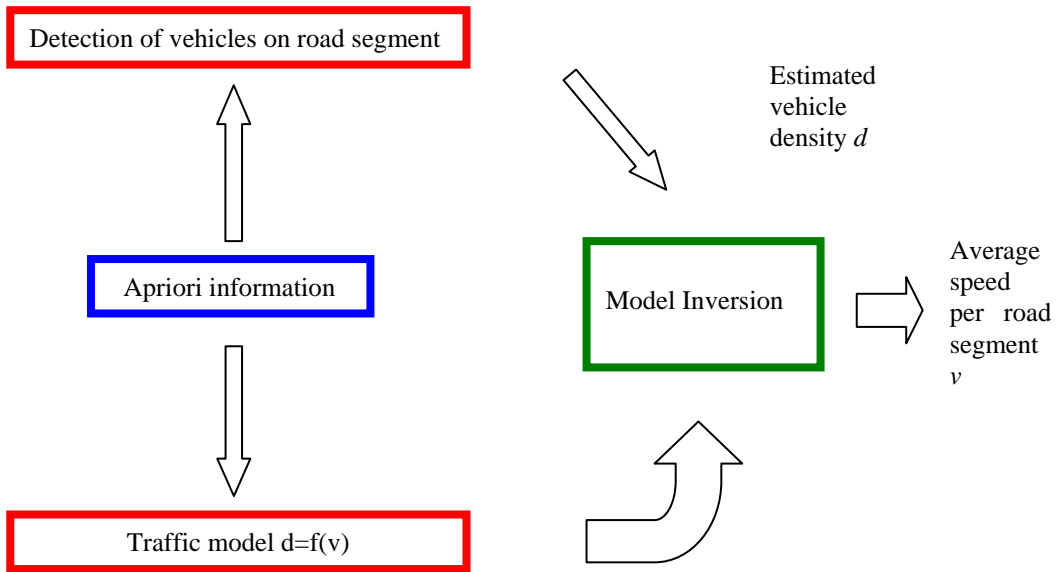 Detection of vehicles on road segment
Estimated
vehicle
density d
Apriori information
Model Inversion
Average
speed
per road
segment
v
Traffic model d=f(v)